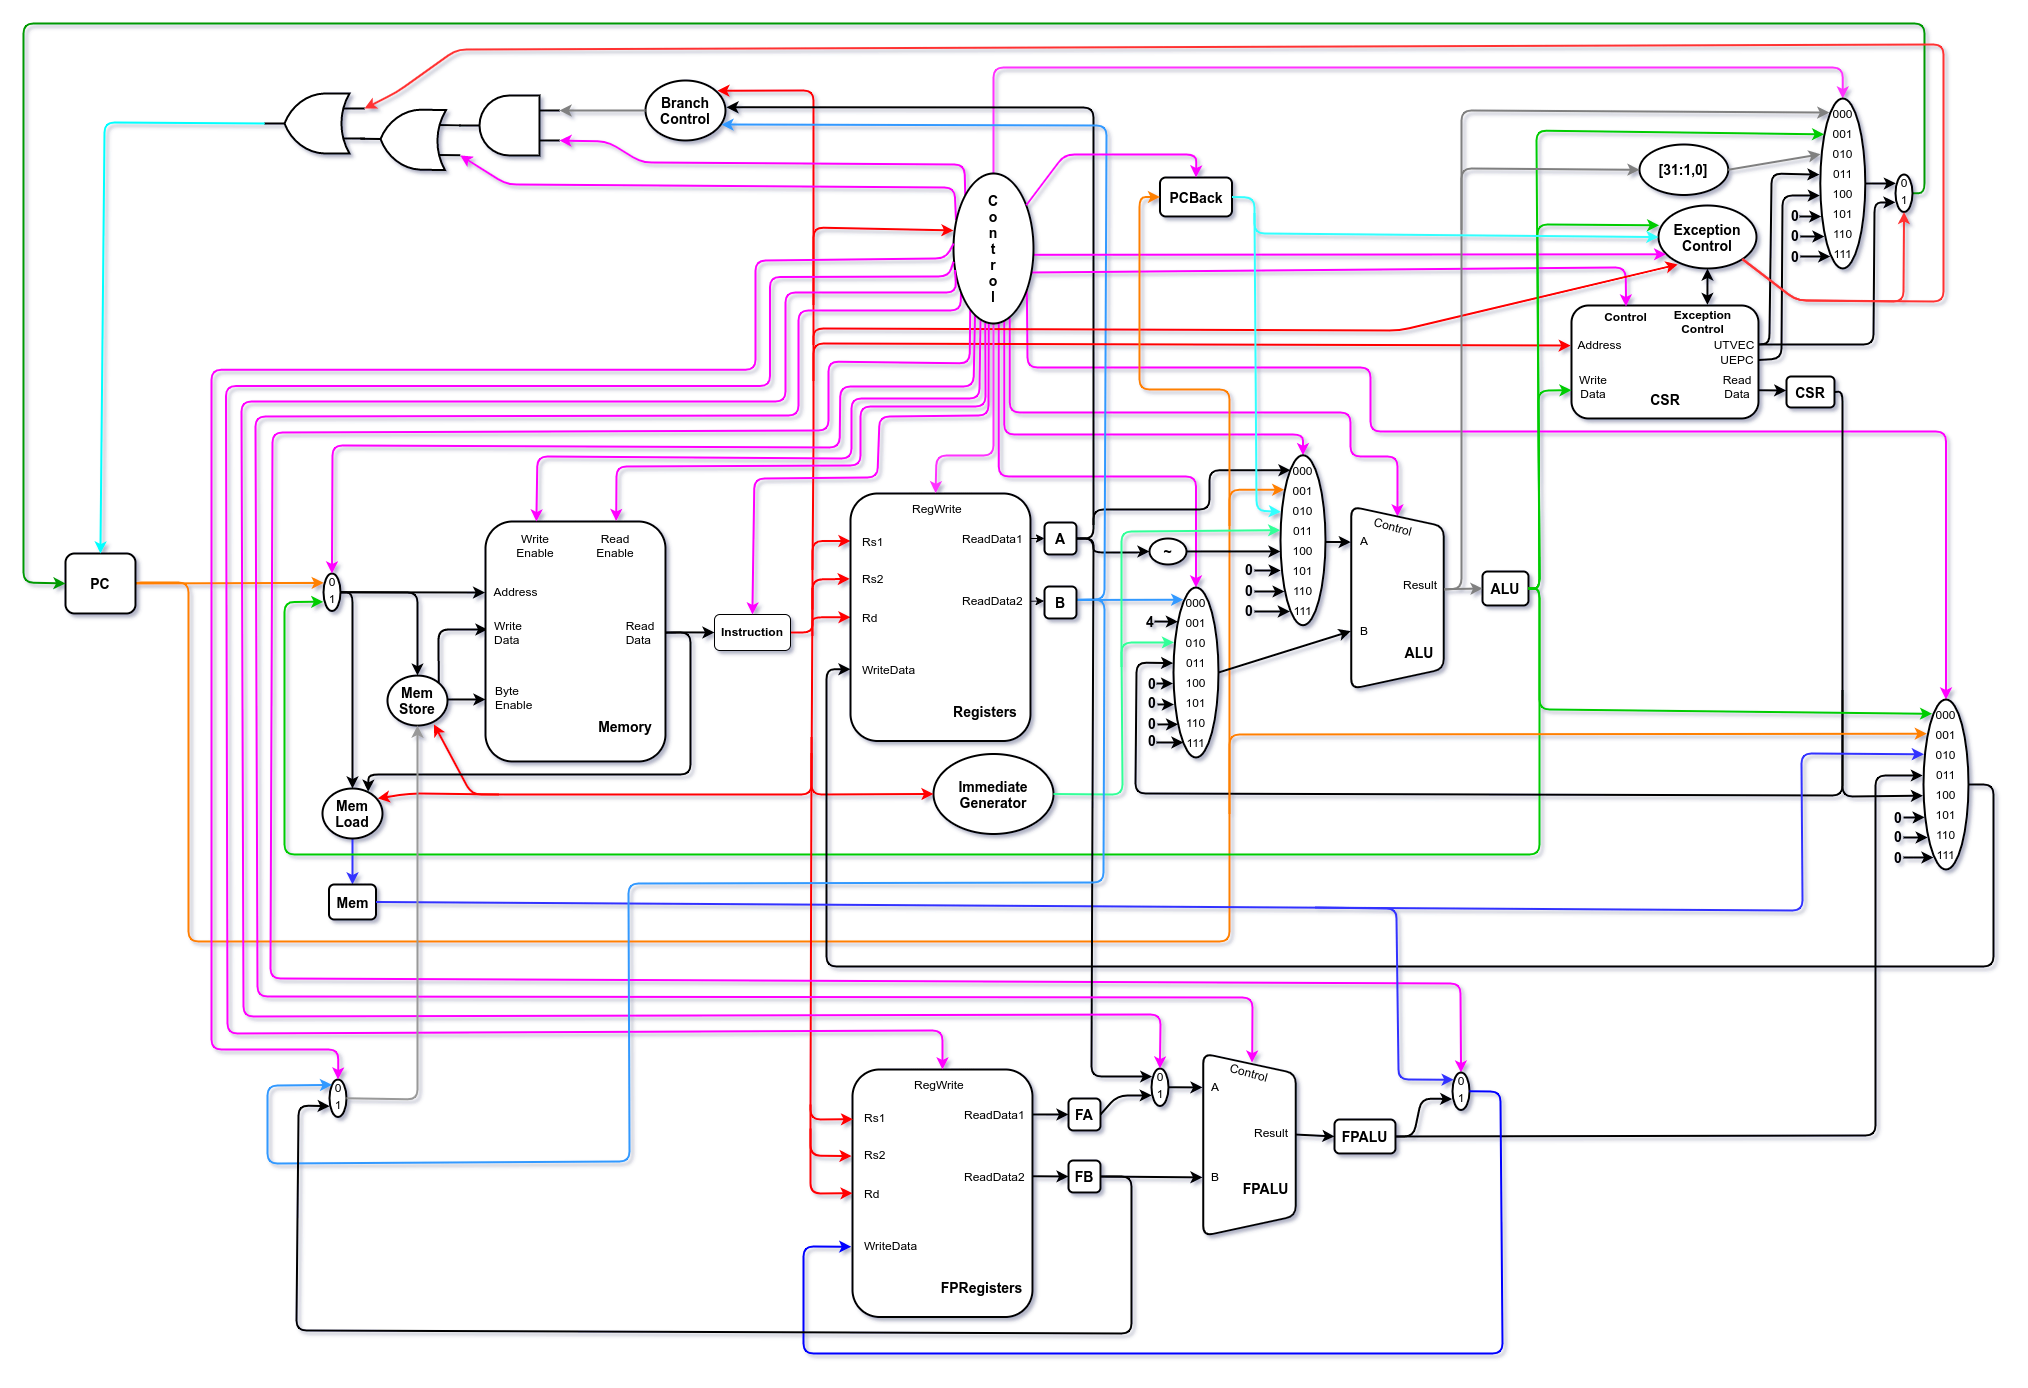 Branch
Control
C
o
n
t
r
o
l
PCBack
[31:1,0]
Exception
Control
000
001
010
011
100
101
110
111
0
0
0
0
1
Control
Exception
Control
Address
UTVEC
UEPC
Write
Data
Read
Data
CSR
CSR
PC
0
1
Write
Enable
Read
Enable
Address
Write
Data
Read
Data
Byte
Enable
Memory
Mem
Store
Mem
Load
Mem
Instruction
RegWrite
Rs1
Rs2
Rd
WriteData
ReadData1
ReadData2
Registers
A
B
~
Immediate
Generator
000
001
010
011
100
101
110
111
4
0
0
0
0
000
001
010
011
100
101
110
111
0
0
0
Control
A
Result
B
ALU
ALU
000
001
010
011
100
101
110
111
0
0
0
0
1
RegWrite
Rs1
Rs2
Rd
WriteData
ReadData1
ReadData2
FPRegisters
FA
FB
0
1
Control
A
Result
B
FPALU
FPALU
0
1